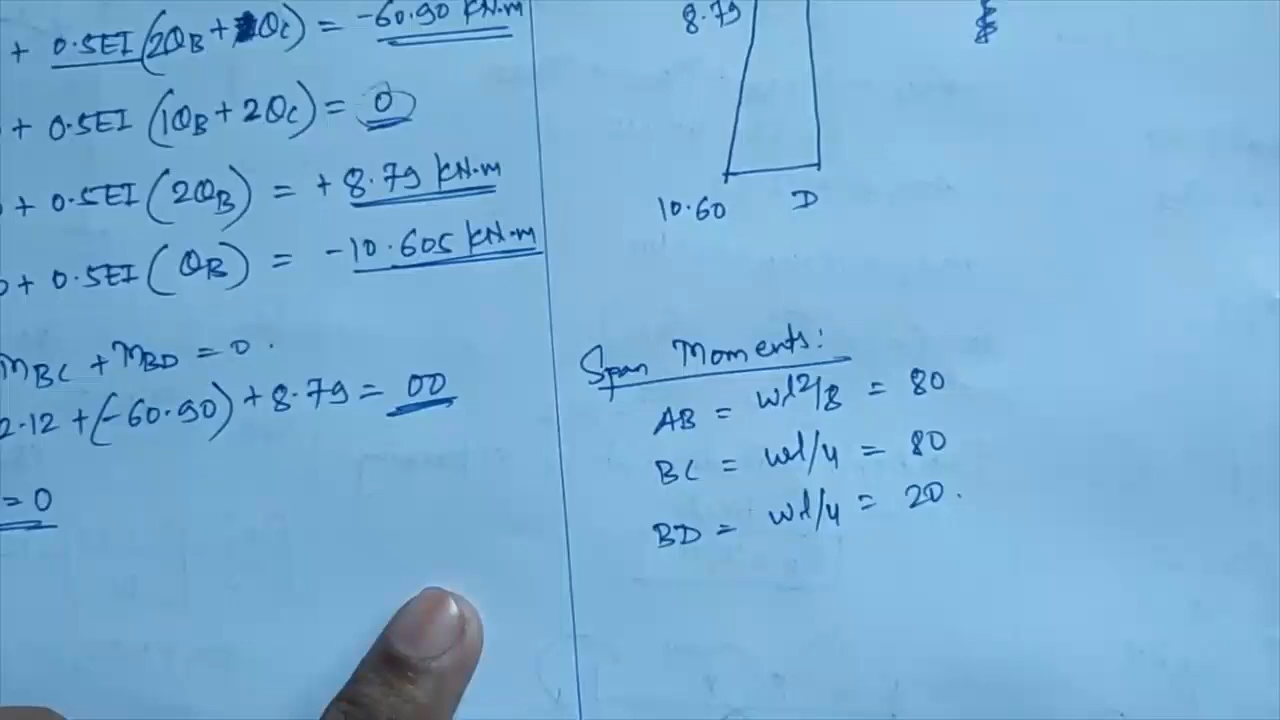 + 0.5EI (2θB + θC) = -60.90 KN.m
+ 0.5EI (1θB + 2θC) = 0
+ 0.5EI (2θB) = + 8.79 KN.m
0 + 0.5EI (θB) = -10.605 KN.m
MBC + MBD = 0.
2.12 + (-60.90) + 8.79 = 00
= 0
8.79
10.60 D
Span Moments:
AB = wl2/8 = 80
BC = wl/4 = 80
BD = wl/4 = 20.